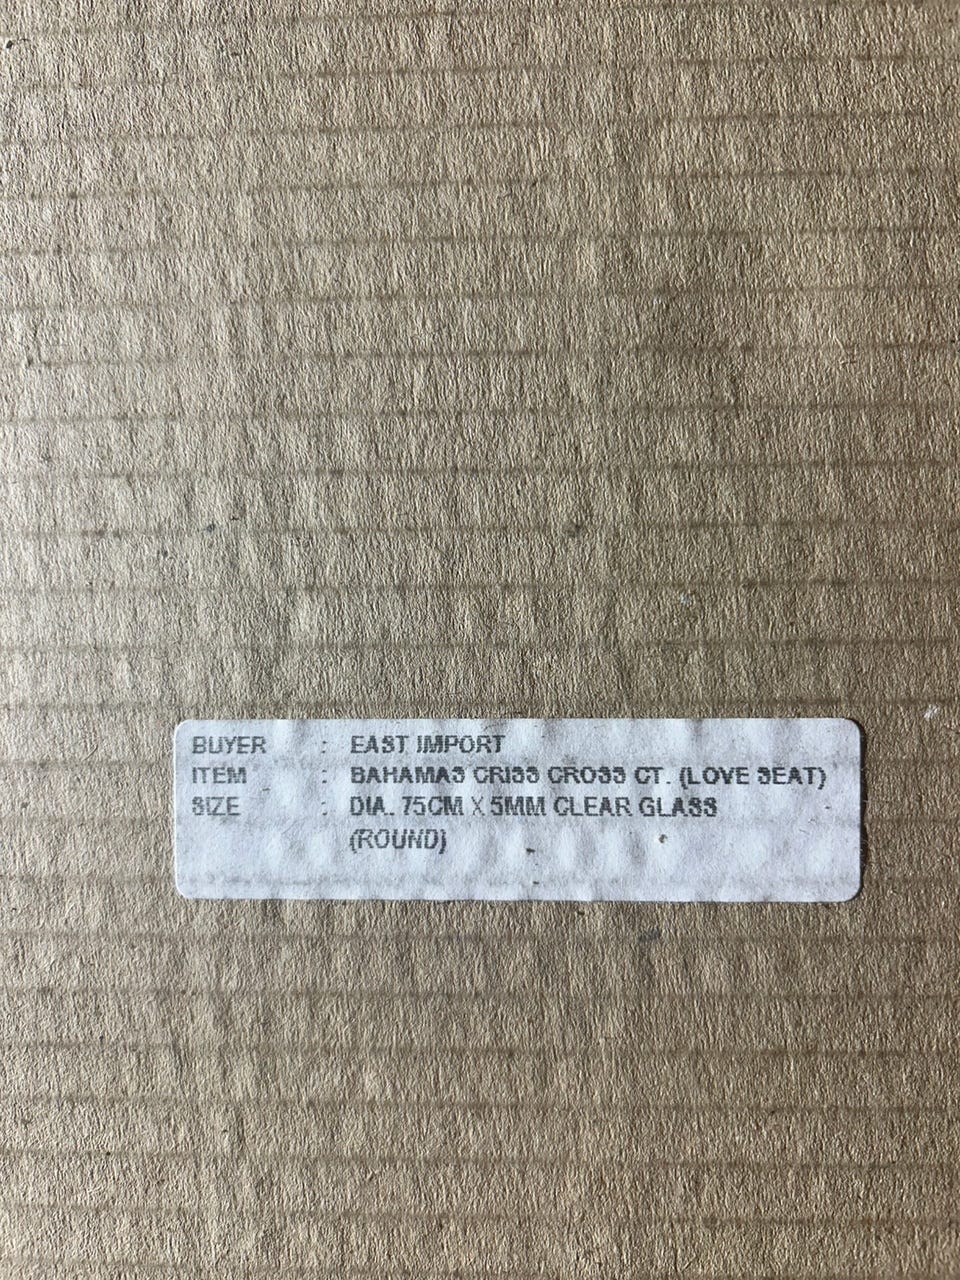 BUYER : EAST IMPORT
ITEM : BAHAMAS CRISS CROSS CT. (LOVE SEAT)
SIZE : DIA. 75CM X 5MM CLEAR GLASS
(ROUND)